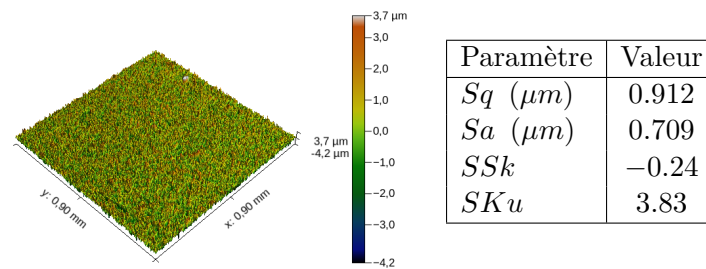 3,7 µm
3,0
2,0
1,0
0,0
−1,0
−2,0
−3,0
−4,2
3,7 µm
-4,2 µm
y: 0,90 mm
x: 0,90 mm
Paramètre Valeur
Sq (µm) 0.912
Sa (µm) 0.709
SSk −0.24
SKu 3.83